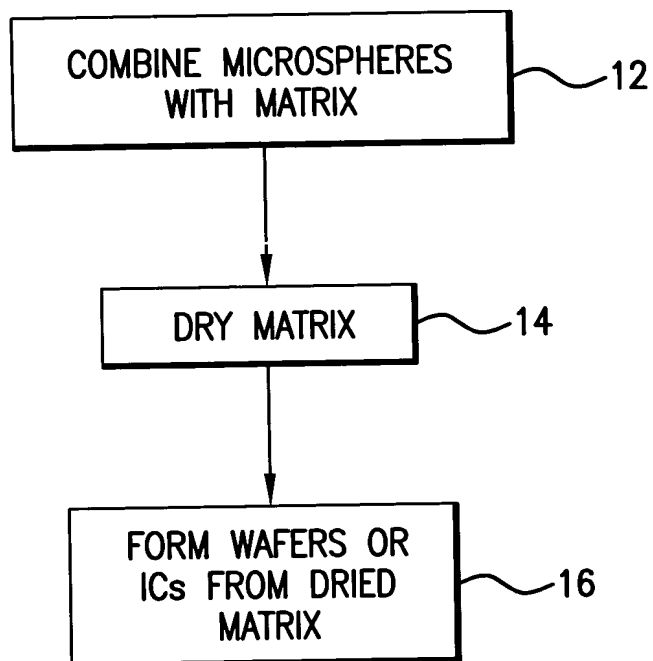 COMBINE MICROSPHERES
WITH MATRIX
12
DRY MATRIX
14
FORM WAFERS OR
ICs FROM DRIED
MATRIX
16